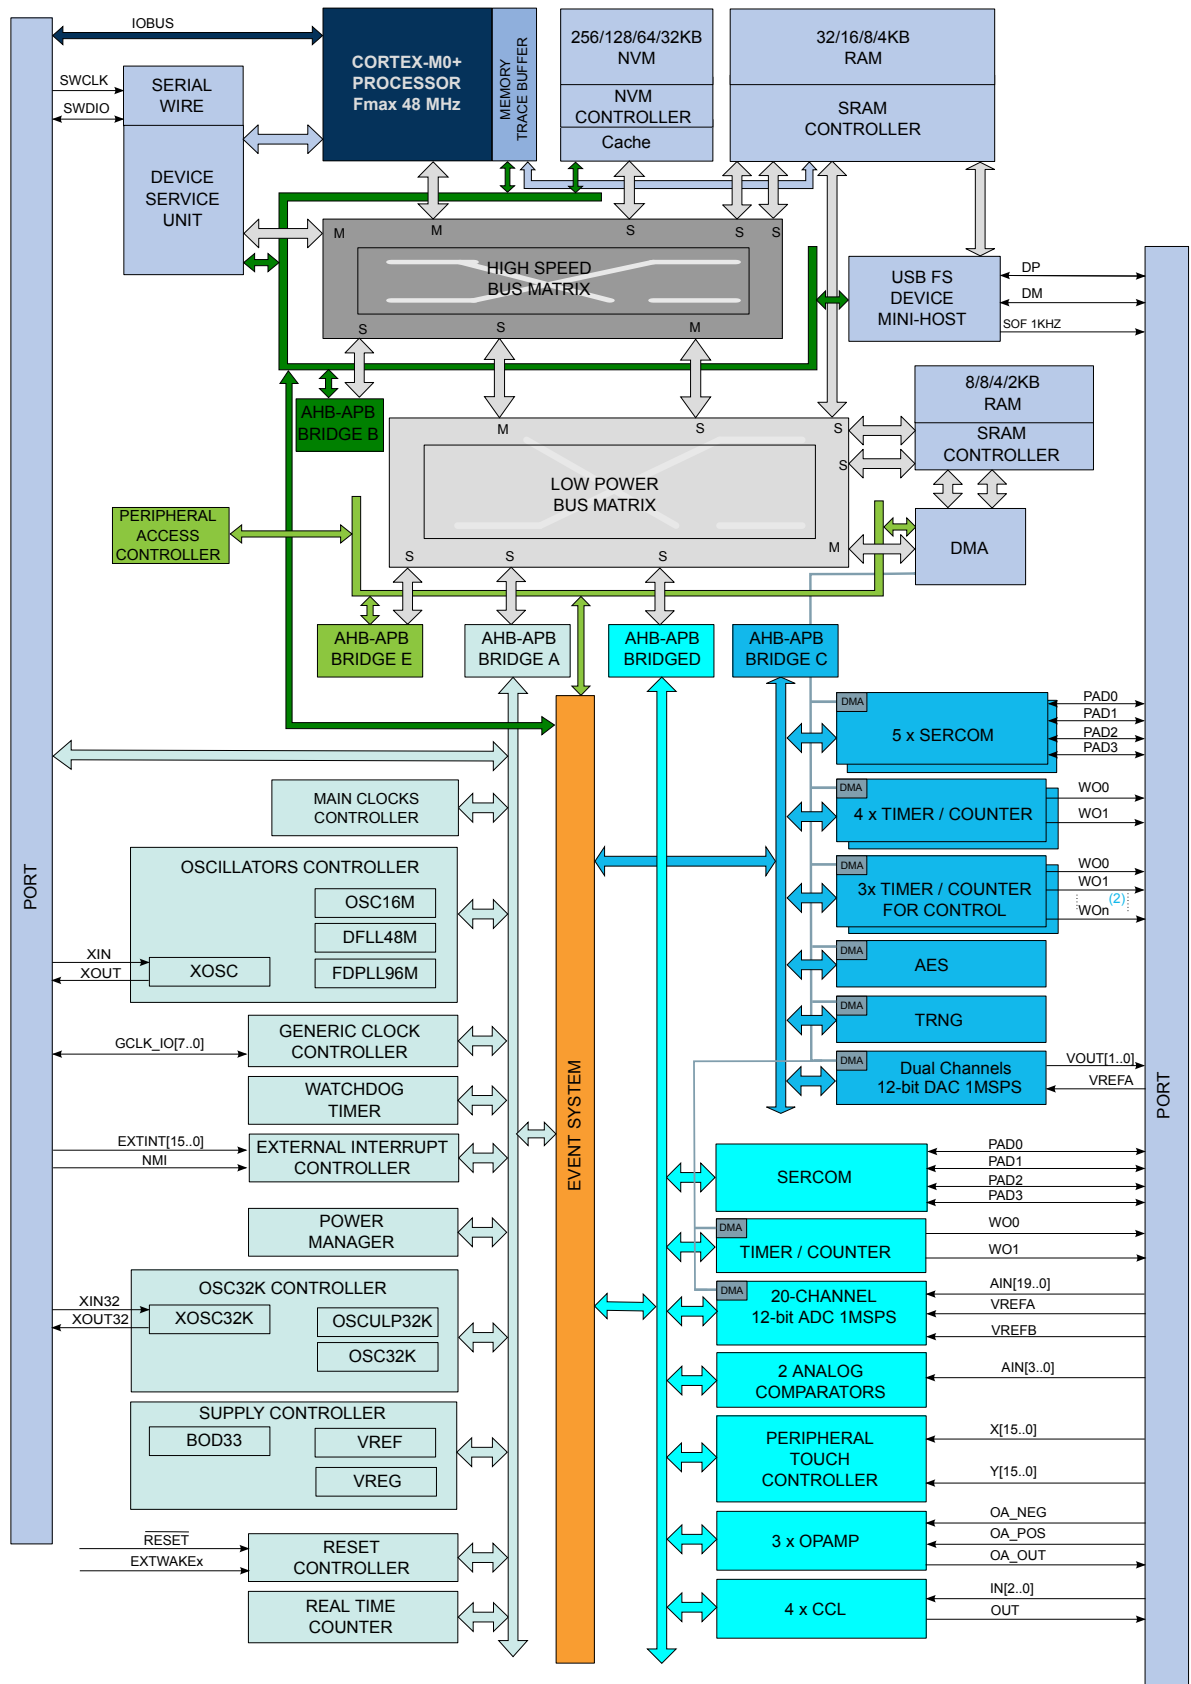 IOBUS
SWCLK
SWDIO
SERIAL
WIRE
DEVICE
SERVICE
UNIT
CORTEX-M0+
PROCESSOR
Fmax 48 MHz
MEMORY
TRACE BUFFER
256/128/64/32KB
NVM
NVM
CONTROLLER
Cache
32/16/8/4KB
RAM
SRAM
CONTROLLER
M
M
S
S
S
HIGH SPEED
BUS MATRIX
S
S
M
USB FS
DEVICE
MINI-HOST
DP
DM
SOF 1KHZ
AHB-APB
BRIDGE B
8/8/4/2KB
RAM
SRAM
CONTROLLER
M
S
S
S
LOW POWER
BUS MATRIX
M
S
S
S
PERIPHERAL
ACCESS
CONTROLLER
DMA
AHB-APB
BRIDGE E
AHB-APB
BRIDGE A
AHB-APB
BRIDGED
AHB-APB
BRIDGE C
PORT
PORT
EVENT SYSTEM
MAIN CLOCKS
CONTROLLER
OSCILLATORS CONTROLLER
OSC16M
DFLL48M
FDPLL96M
XOSC
XIN
XOUT
GENERIC CLOCK
CONTROLLER
GCLK_IO[7..0]
WATCHDOG
TIMER
EXTERNAL INTERRUPT
CONTROLLER
EXTINT[15..0]
NMI
POWER
MANAGER
OSC32K CONTROLLER
XOSC32K
OSCULP32K
OSC32K
XIN32
XOUT32
SUPPLY CONTROLLER
BOD33
VREF
VREG
RESET
EXTWAKEx
RESET
CONTROLLER
REAL TIME
COUNTER
DMA
5 x SERCOM
PAD0
PAD1
PAD2
PAD3
DMA
4 x TIMER / COUNTER
WO0
WO1
DMA
3x TIMER / COUNTER
FOR CONTROL
WO0
WO1
(2)
WOn
DMA
AES
DMA
TRNG
DMA
Dual Channels
12-bit DAC 1MSPS
VOUT[1..0]
VREFA
SERCOM
PAD0
PAD1
PAD2
PAD3
DMA
TIMER / COUNTER
WO0
WO1
DMA
20-CHANNEL
12-bit ADC 1MSPS
AIN[19..0]
VREFA
VREFB
2 ANALOG
COMPARATORS
AIN[3..0]
PERIPHERAL
TOUCH
CONTROLLER
X[15..0]
Y[15..0]
3 x OPAMP
OA_NEG
OA_POS
OA_OUT
4 x CCL
IN[2..0]
OUT